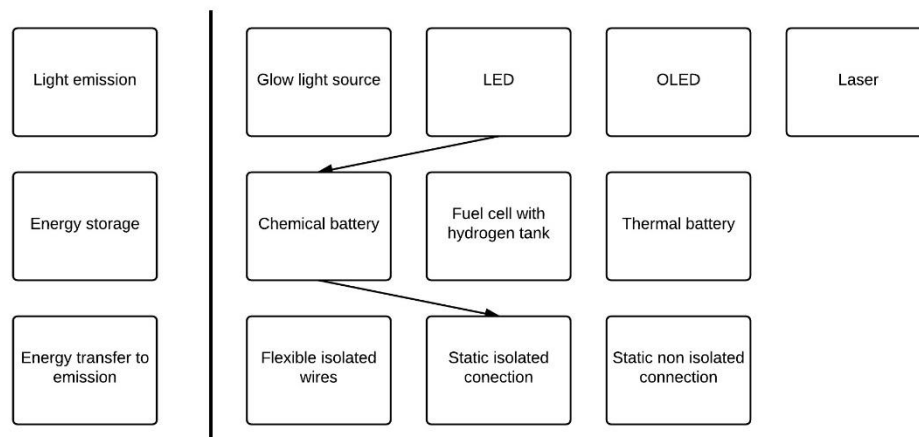 Light emission
Glow light source
LED
OLED
Laser
Energy storage
Chemical battery
Fuel cell with
hydrogen tank
Thermal battery
Energy transfer to
emission
Flexible isolated
wires
Static isolated
conection
Static non isolated
connection